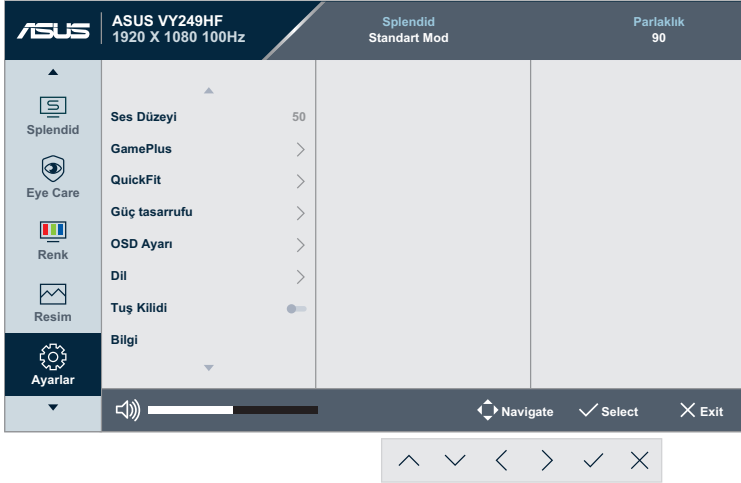 ASUS
ASUS VY249HF
1920 X 1080 100Hz
Splendid
Standart Mod
Parlaklık
90
Splendid
Eye Care
Renk
Resim
Ayarlar
Ses Düzeyi 50
GamePlus
QuickFit
Güç tasarrufu
OSD Ayarı
Dil
Tuş Kilidi
Bilgi
Navigate Select Exit